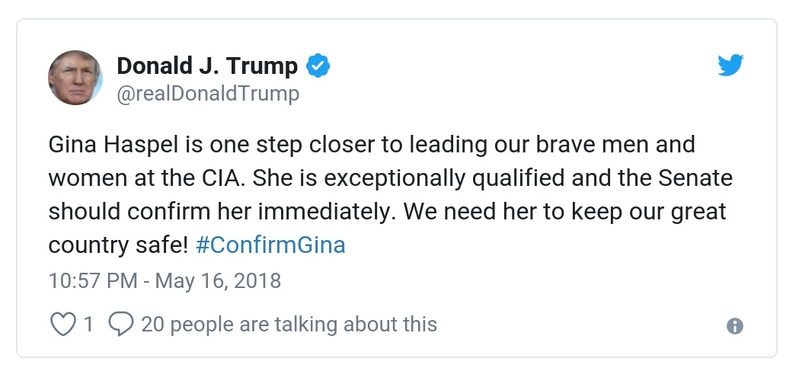 Donald J. Trump
@realDonaldTrump
Gina Haspel is one step closer to leading our brave men and
women at the CIA. She is exceptionally qualified and the Senate
should confirm her immediately. We need her to keep our great
country safe! #ConfirmGina
10:57 PM - May 16, 2018
1 20 people are talking about this